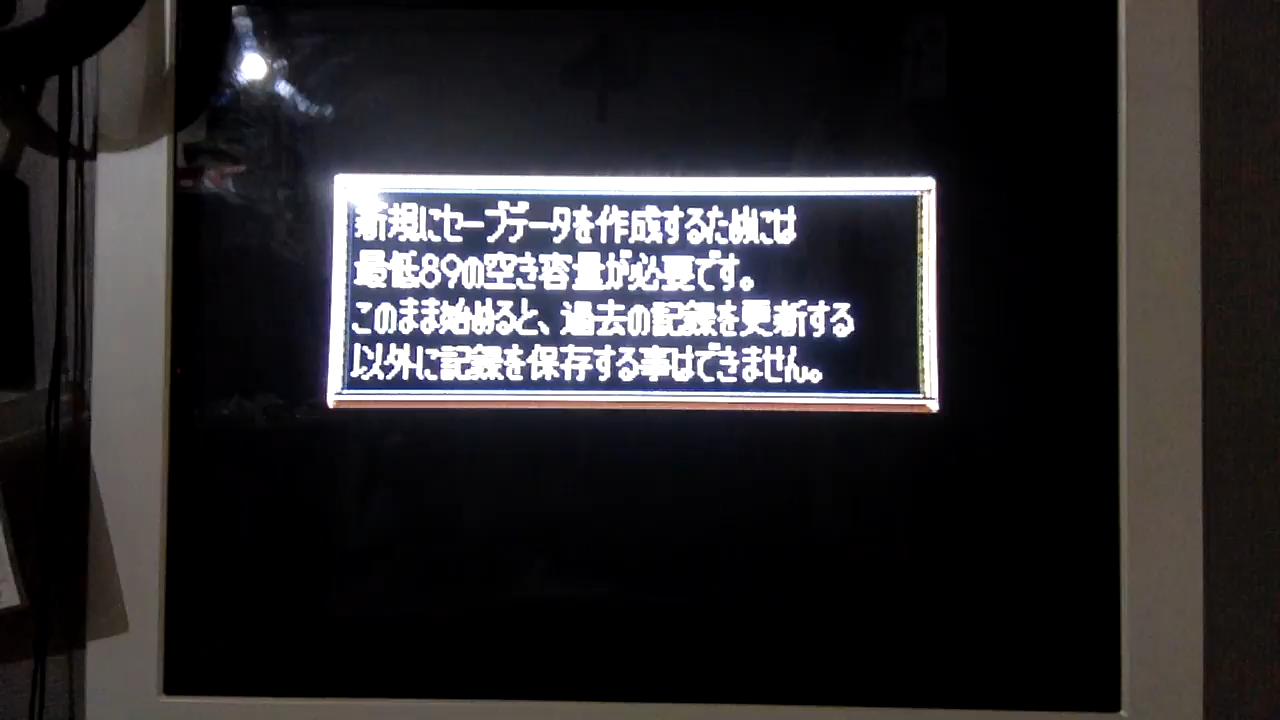 新規にセーブデータを作成するためには
最低89の空き容量が必要です。
このまま始めると、過去の記録を更新する
以外に記録を保存する事はできません。